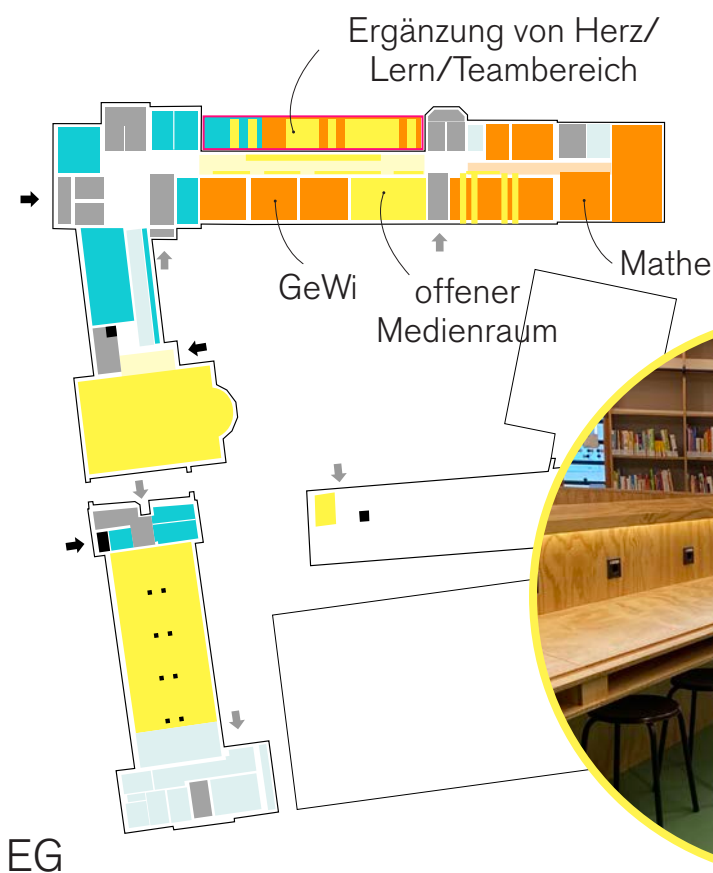 Ergänzung von Herz/
Lern/Teambereich
GeWi
offener
Medienraum
Mathe
EG